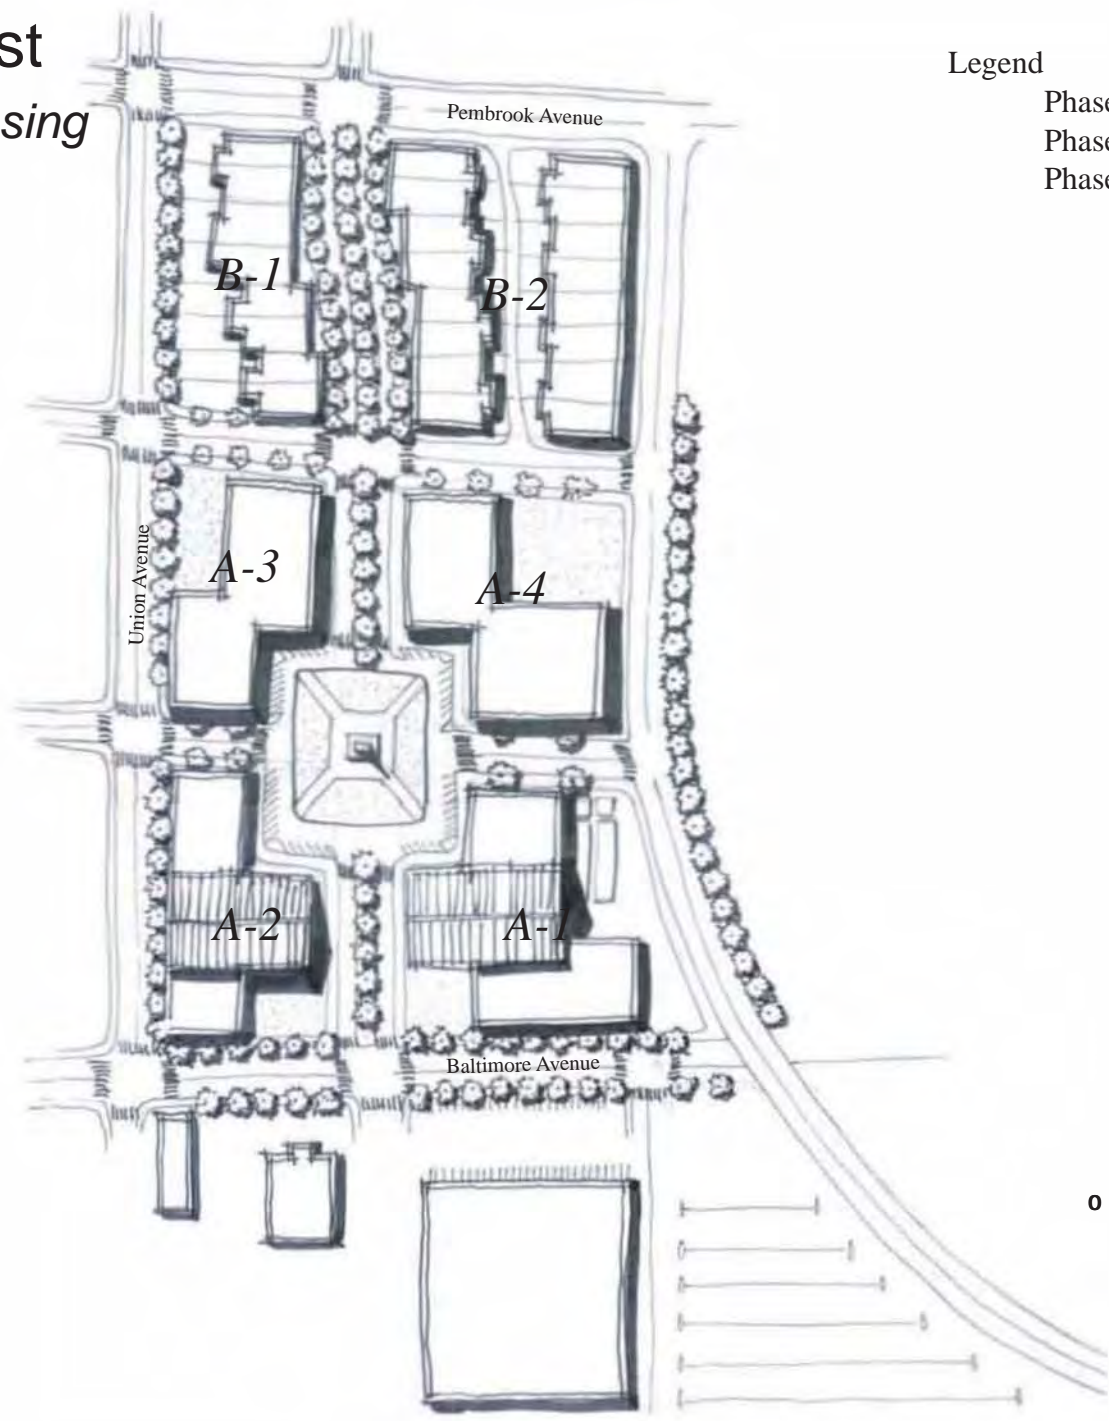 st
sing
Legend
Phase
Phase
Phase
Pembrook Avenue
B-1
B-2
Union Avenue
A-3
A-4
A-2
A-1
Baltimore Avenue
0